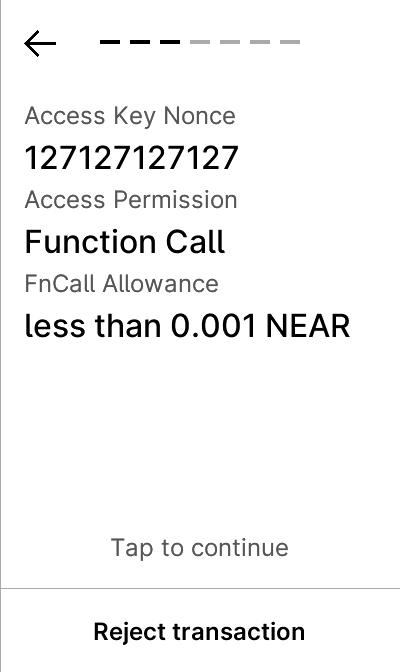 Access Key Nonce
127127127127
Access Permission
Function Call
FnCall Allowance
less than 0.001 NEAR
Tap to continue
Reject transaction